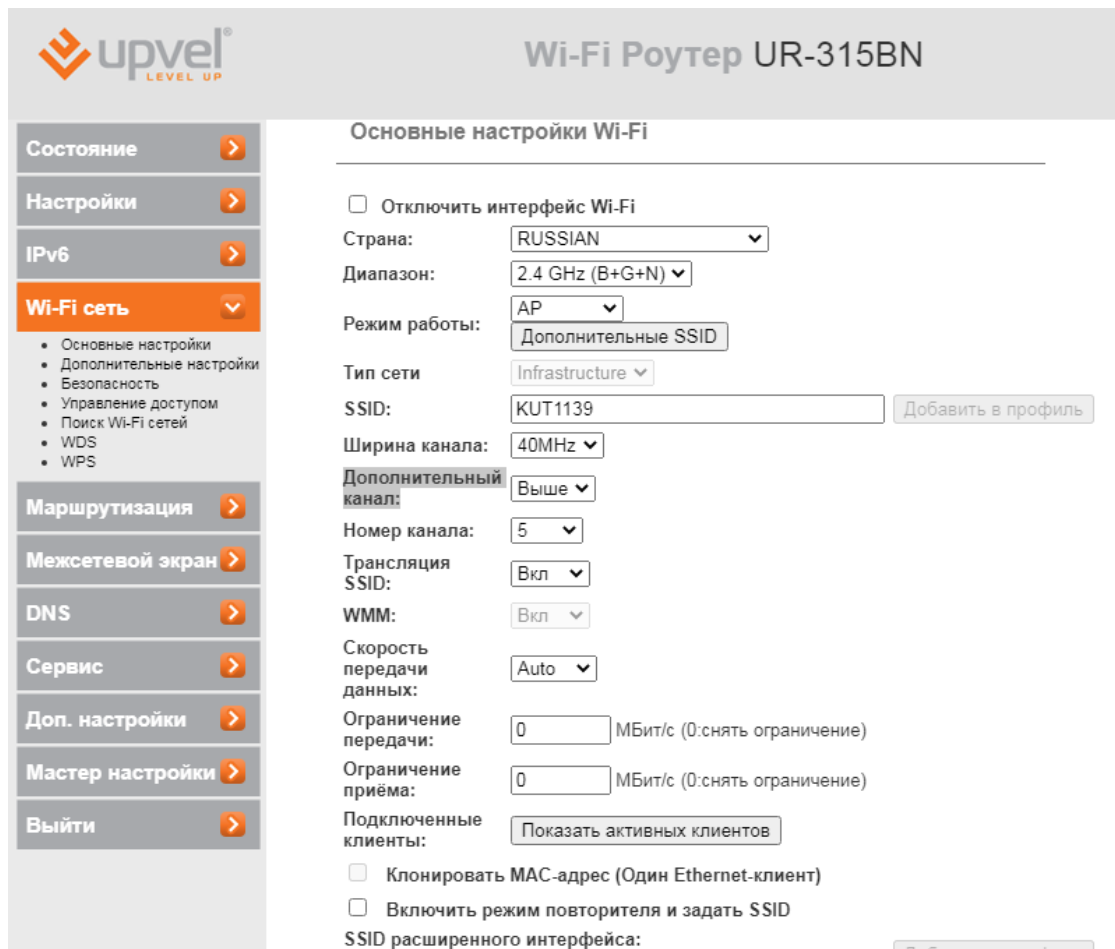 upvel®
LEVEL UP
Wi-Fi Роутер UR-315BN
Состояние
Настройки
IPv6
Wi-Fi сеть
Основные настройки
Дополнительные настройки
Безопасность
Управление доступом
Поиск Wi-Fi сетей
WDS
WPS
Маршрутизация
Межсетевой экран
DNS
Сервис
Доп. настройки
Мастер настройки
Выйти
Основные настройки Wi-Fi
Отключить интерфейс Wi-Fi
Страна: RUSSIAN
Диапазон: 2.4 GHz (B+G+N)
Режим работы: AP
Дополнительные SSID
Тип сети Infrastructure
SSID: KUT1139 Добавить в профиль
Ширина канала: 40MHz
Дополнительный
канал: Выше
Номер канала: 5
Трансляция
SSID: Вкл
WMM: Вкл
Скорость
передачи
данных: Auto
Ограничение
передачи: 0 МБит/с (0:снять ограничение)
Ограничение
приёма: 0 МБит/с (0:снять ограничение)
Подключенные
клиенты: Показать активных клиентов
Клонировать MAC-адрес (Один Ethernet-клиент)
Включить режим повторителя и задать SSID
SSID расширенного интерфейса: